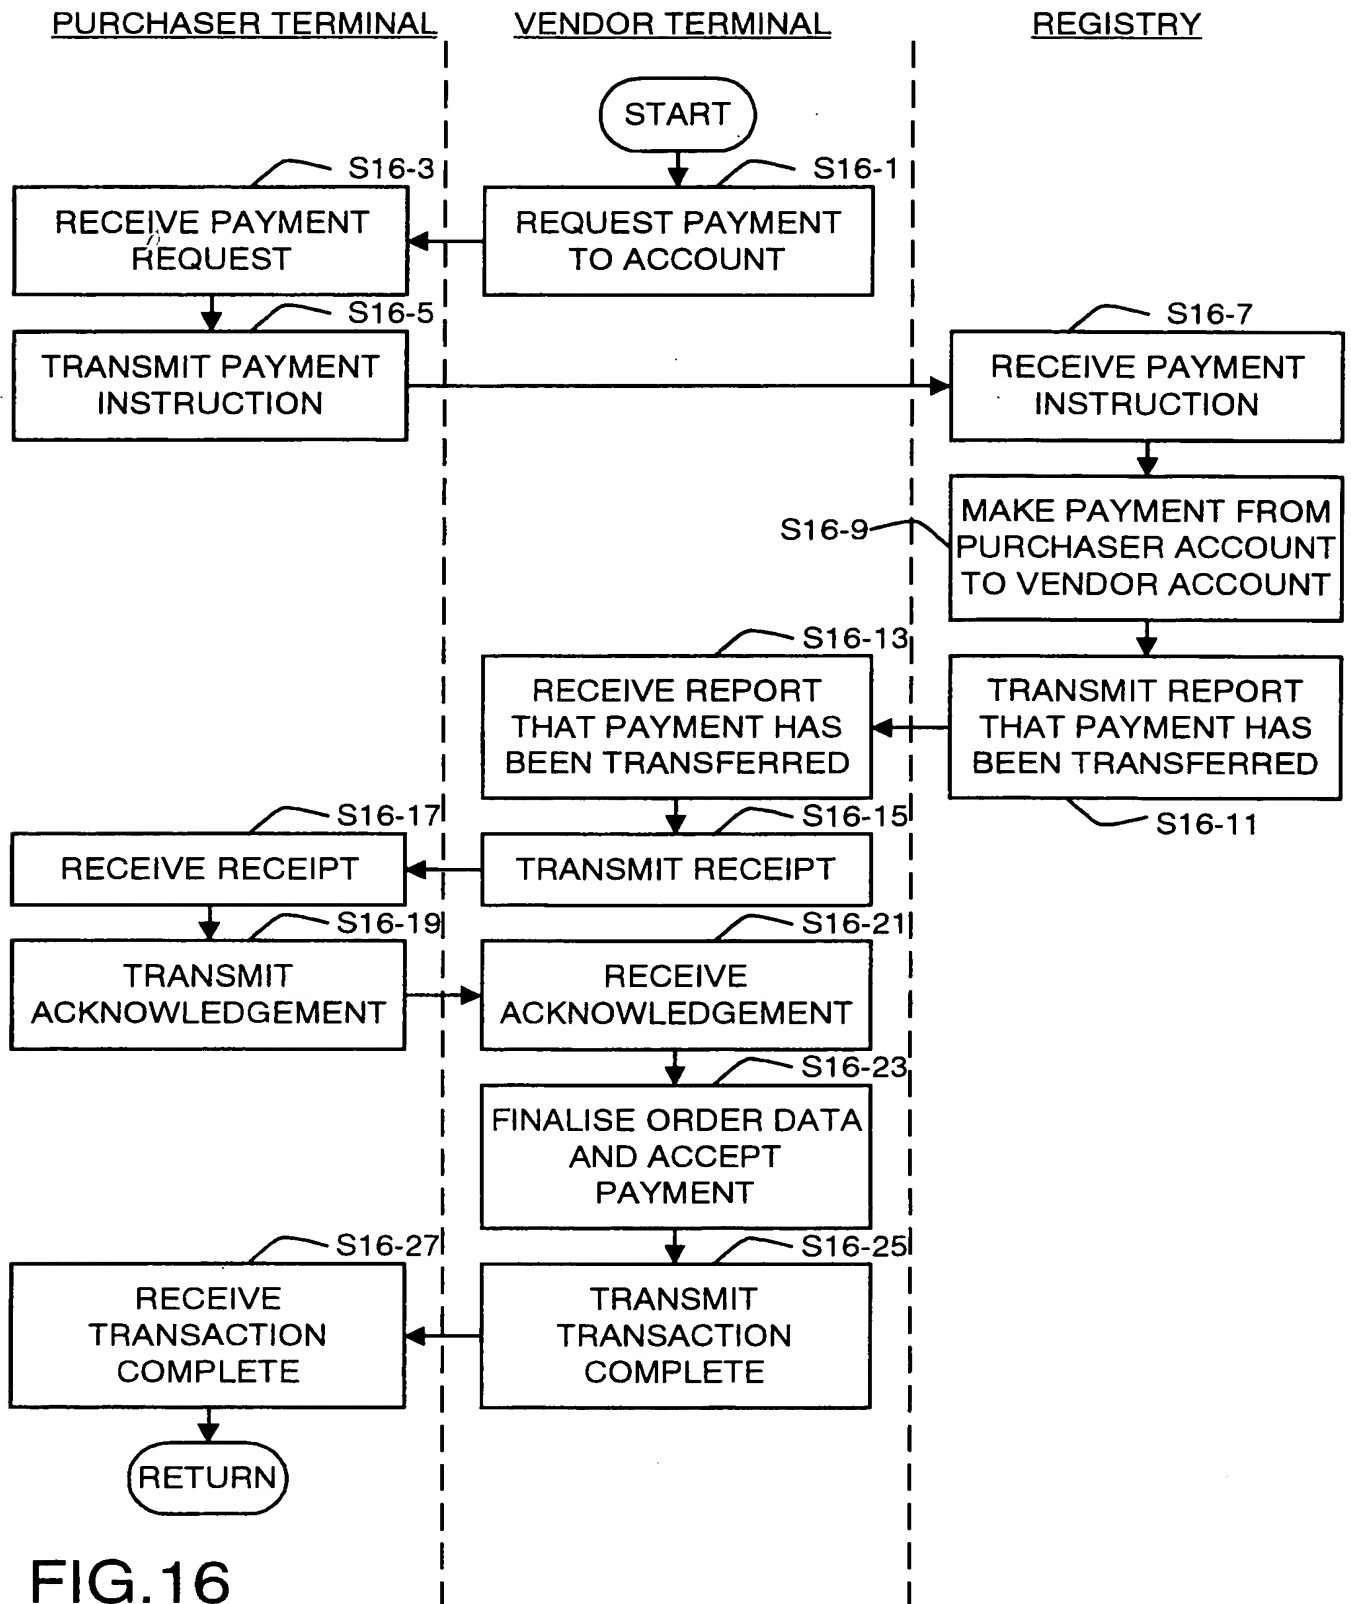 PURCHASER TERMINAL
VENDOR TERMINAL
REGISTRY
START
S16-3
S16-1
RECEIVE PAYMENT
REQUEST
REQUEST PAYMENT
TO ACCOUNT
S16-5
S16-7
TRANSMIT PAYMENT
INSTRUCTION
RECEIVE PAYMENT
INSTRUCTION
S16-9
MAKE PAYMENT FROM
PURCHASER ACCOUNT
TO VENDOR ACCOUNT
S16-13
RECEIVE REPORT
THAT PAYMENT HAS
BEEN TRANSFERRED
TRANSMIT REPORT
THAT PAYMENT HAS
BEEN TRANSFERRED
S16-11
S16-17
S16-15
RECEIVE RECEIPT
TRANSMIT RECEIPT
S16-19
S16-21
TRANSMIT
ACKNOWLEDGEMENT
RECEIVE
ACKNOWLEDGEMENT
S16-23
FINALISE ORDER DATA
AND ACCEPT
PAYMENT
S16-27
S16-25
RECEIVE
TRANSACTION
COMPLETE
TRANSMIT
TRANSACTION
COMPLETE
RETURN
FIG.16